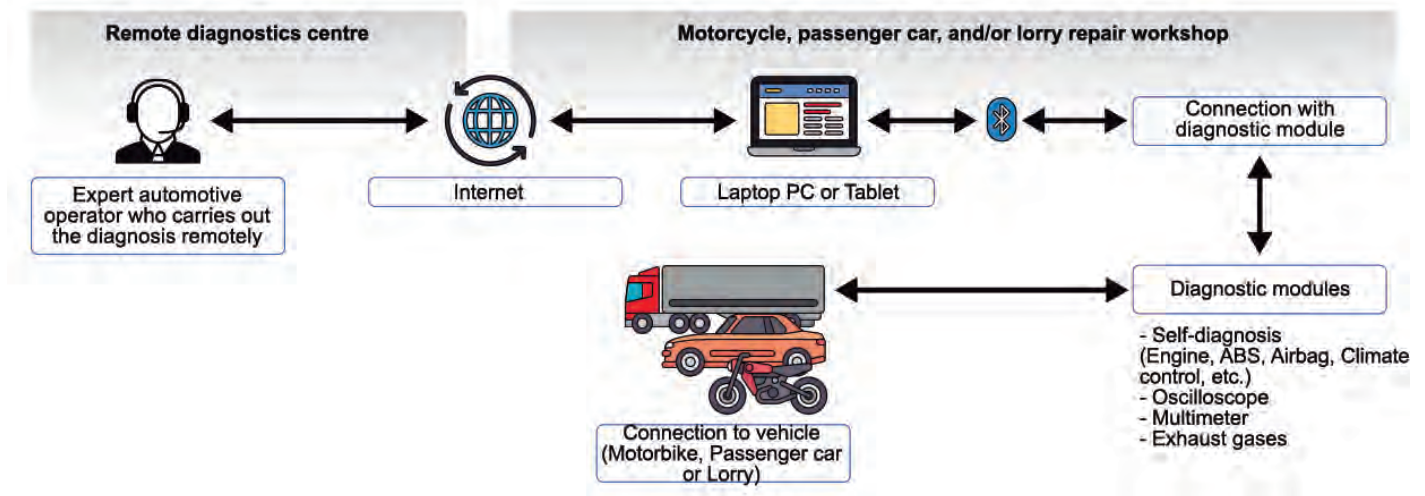 Remote diagnostics centre
Motorcycle, passenger car, and/or lorry repair workshop
Expert automotive
operator who carries out
the diagnosis remotely
Internet
Laptop PC or Tablet
Connection with
diagnostic module
Diagnostic modules
- Self-diagnosis
(Engine, ABS, Airbag, Climate
control, etc.)
- Oscilloscope
- Multimeter
- Exhaust gases
Connection to vehicle
(Motorbike, Passenger car
or Lorry)